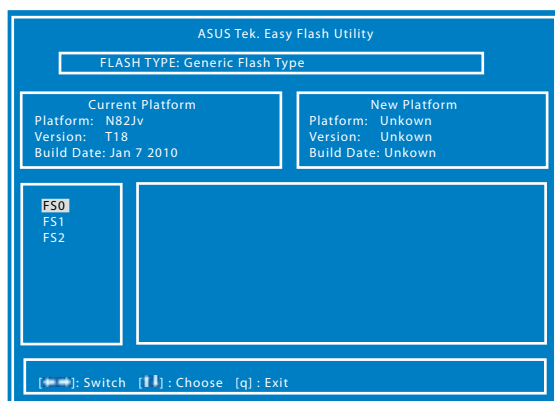 ASUS Tek. Easy Flash Utility
FLASH TYPE: Generic Flash Type
Current Platform
Platform: N82Jv
Version: T18
Build Date: Jan 7 2010
New Platform
Platform: Unkown
Version: Unkown
Build Date: Unkown
FS0
FS1
FS2
[⬅➡]: Switch [⬆⬇] : Choose [q] : Exit